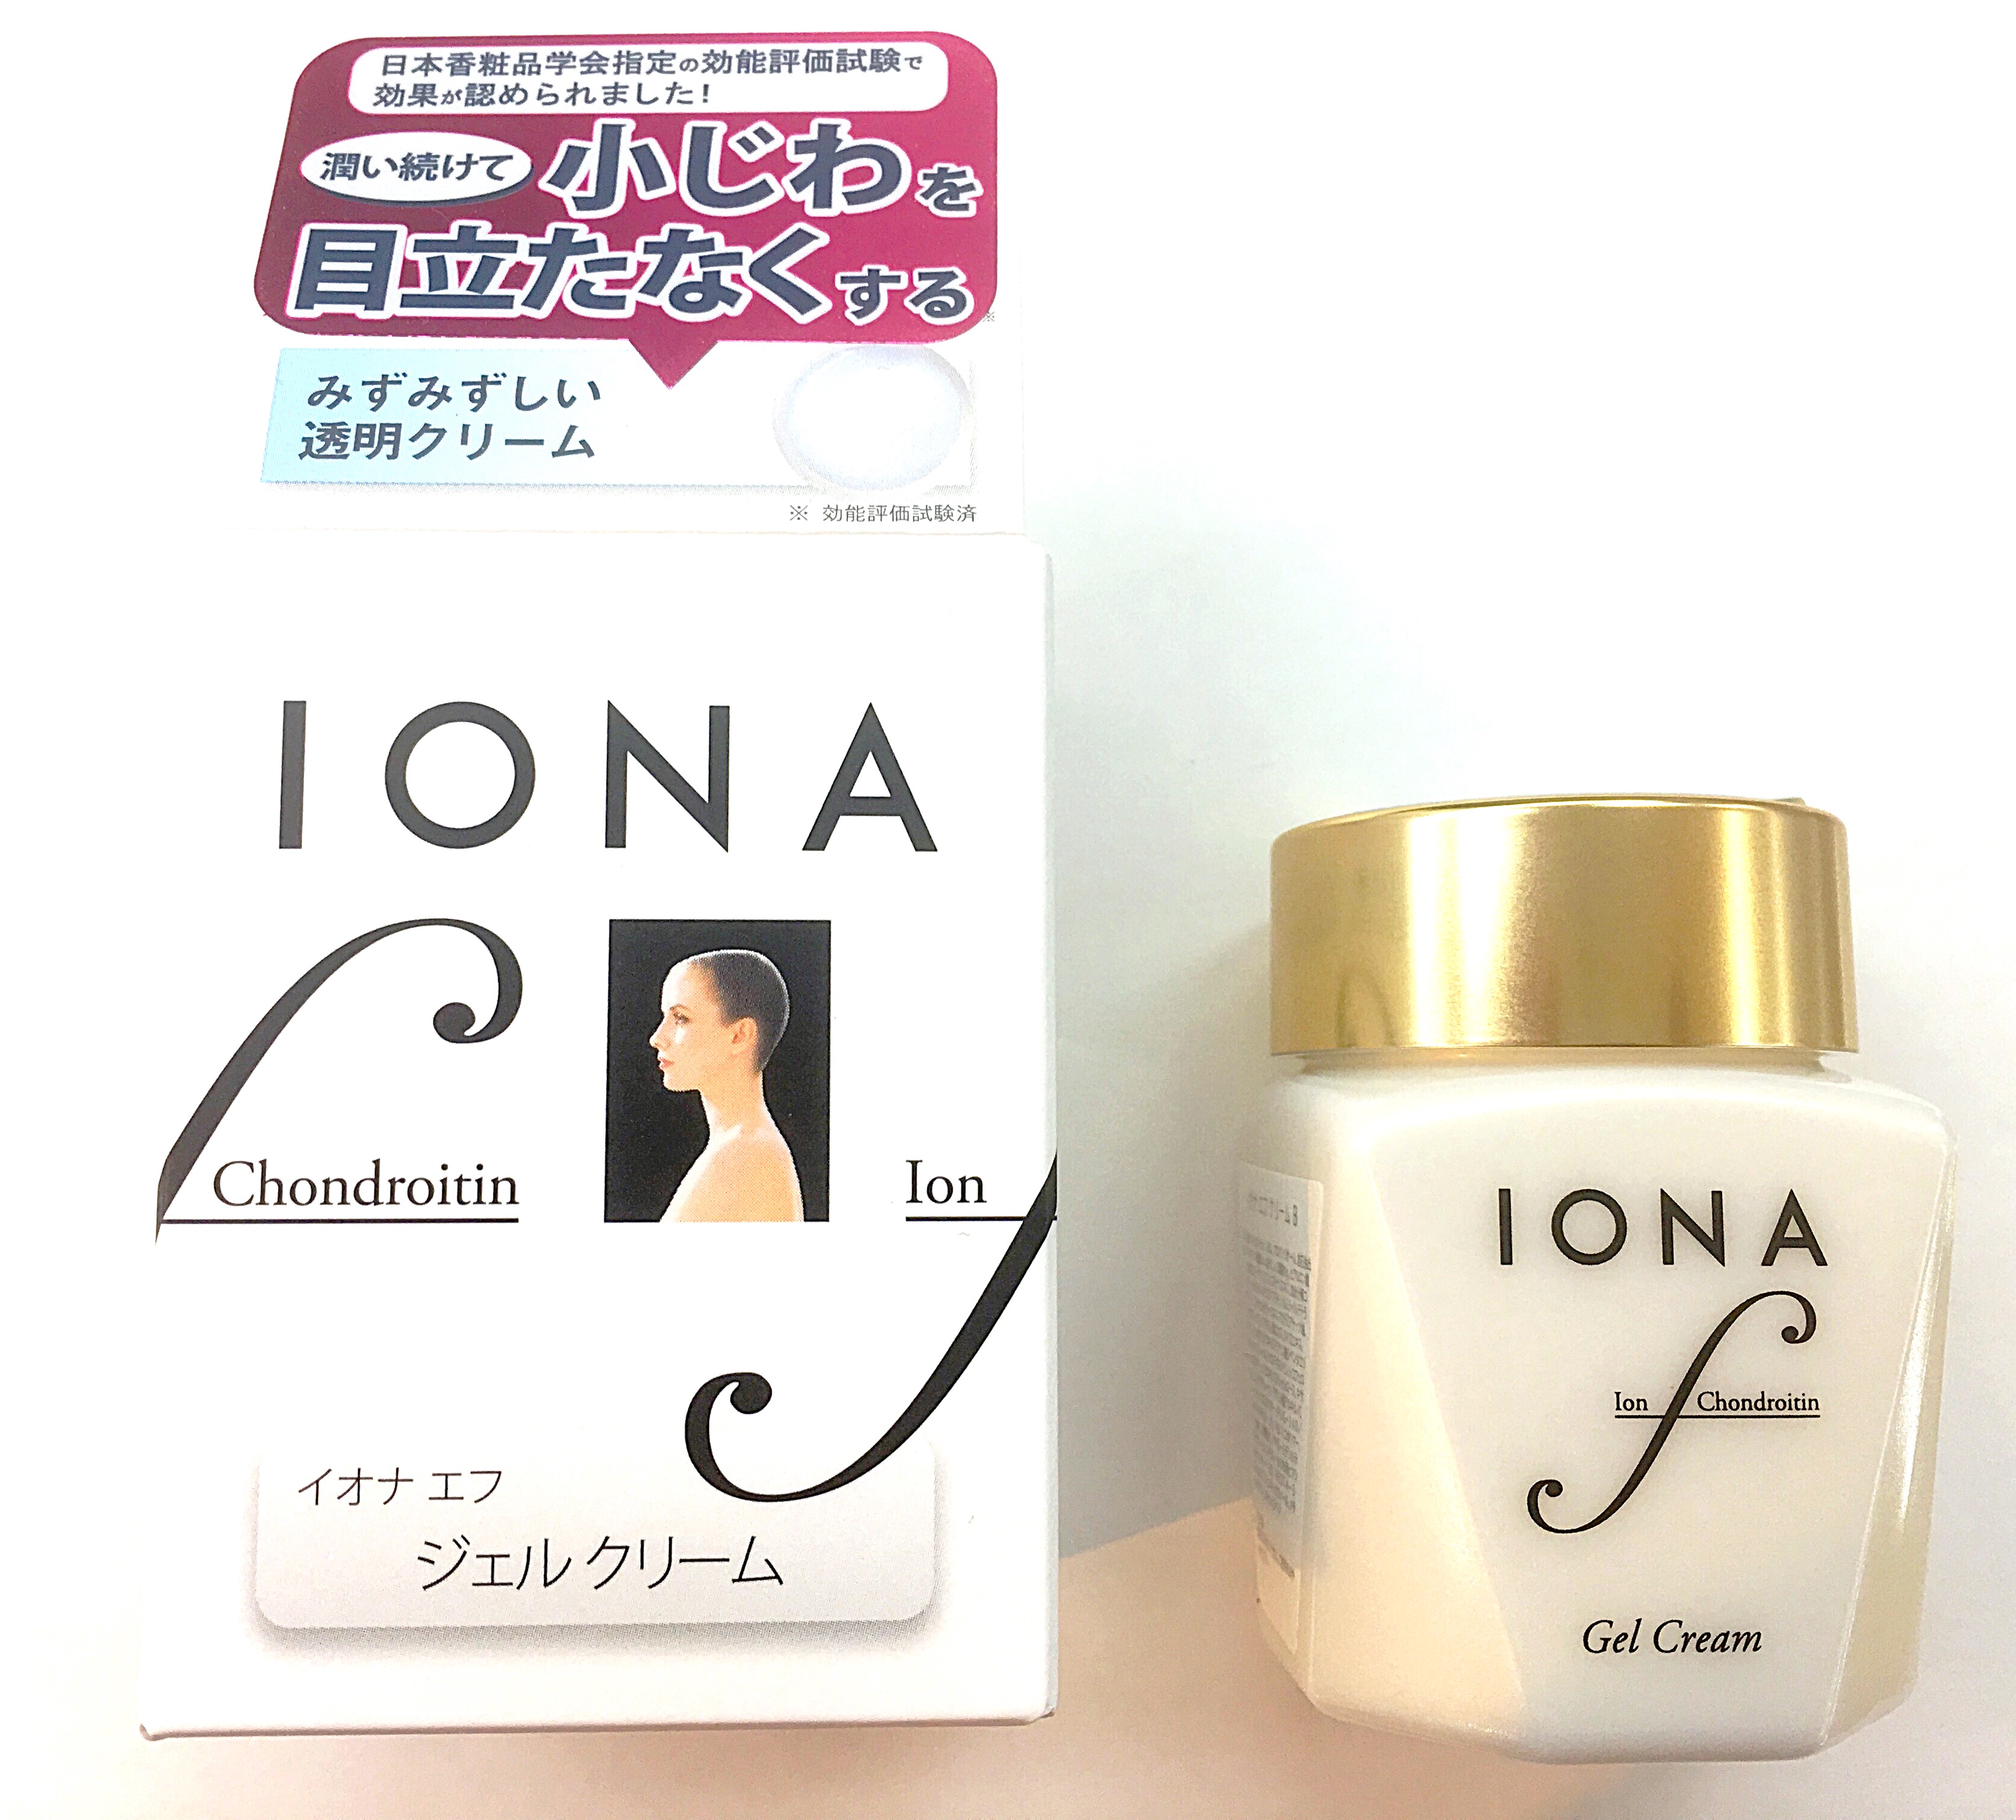 日本香粧品学会指定の効能評価試験で
効果が認められました!
潤い続けて 小じわを
目立たなくする
※
みずみずしい
透明クリーム
※ 効能評価試験済
IONA
f
Chondroitin
Ion
イオナ エフ
ジェル クリーム
IONA
f
Ion Chondroitin
Gel Cream